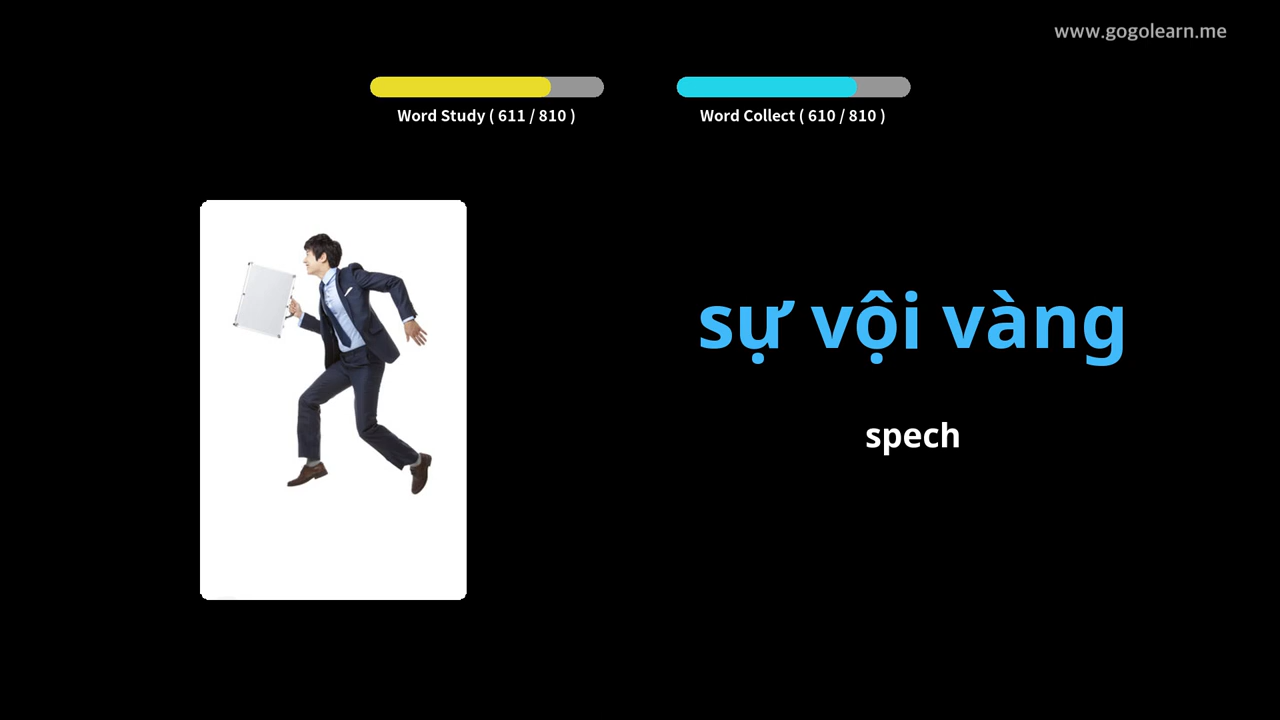 www.gogolearn.me
Word Study ( 611 / 810 )
Word Collect ( 610 / 810 )
sự vội vàng
spech